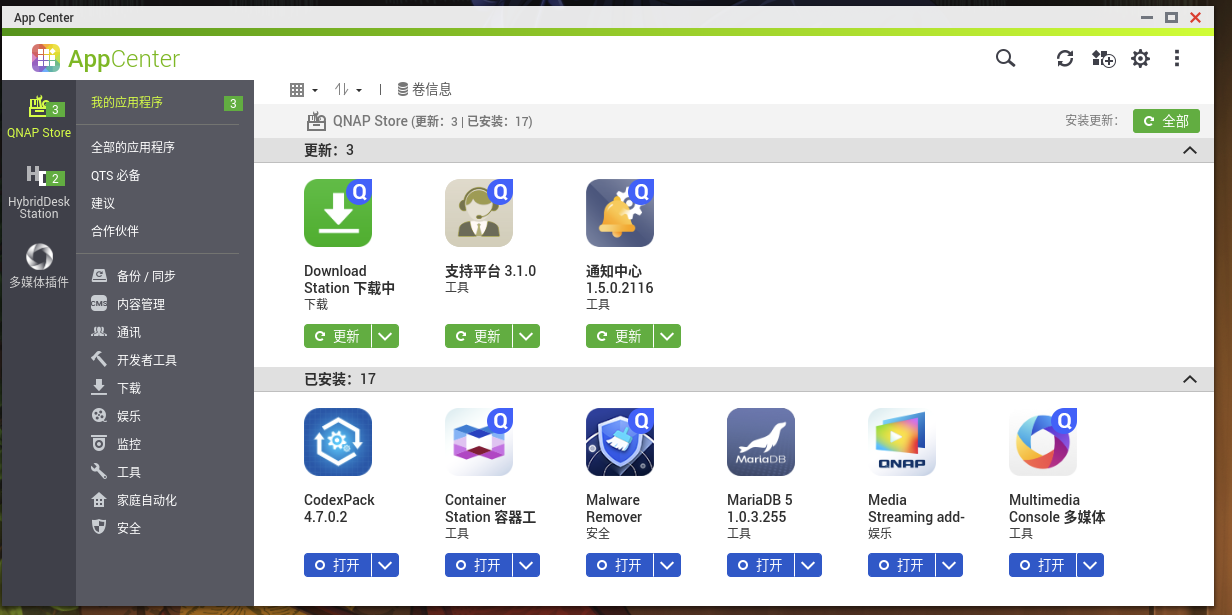 App Center
AppCenter
3
QNAP Store
2
HybridDesk
Station
多媒体插件
我的应用程序 3
全部的应用程序
QTS 必备
建议
合作伙伴
备份 / 同步
CMS 内容管理
通讯
开发者工具
下载
娱乐
监控
工具
家庭自动化
安全
卷信息
QNAP Store (更新：3 | 已安装：17)
安装更新： 全部
更新：3
Q
Download
Station 下载中
下载
更新
Q
支持平台 3.1.0
工具
更新
Q
通知中心
1.5.0.2116
工具
更新
已安装：17
CodexPack
4.7.0.2
打开
Q
Container
Station 容器工
工具
打开
Q
Malware
Remover
安全
打开
MariaDB
MariaDB 5
1.0.3.255
工具
打开
QNAP
Media
Streaming add-
娱乐
打开
Q
Multimedia
Console 多媒体
工具
打开